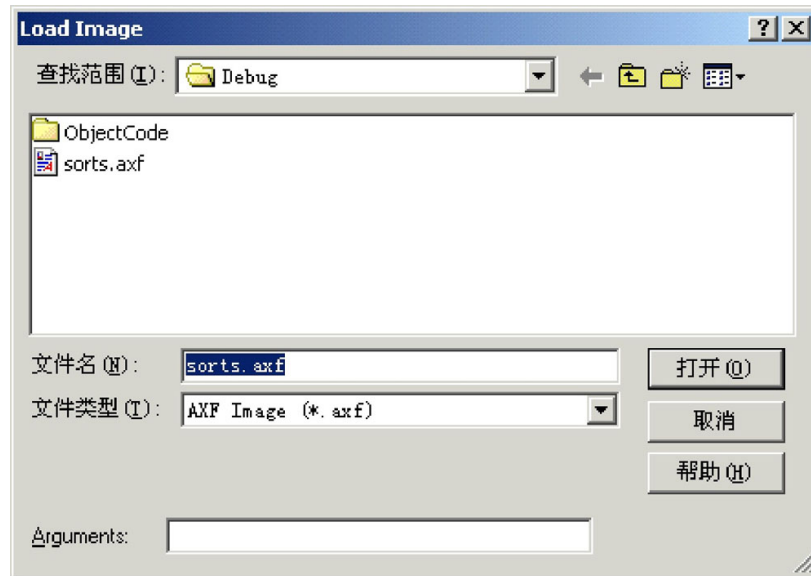 Load Image
查找范围(I): Debug
ObjectCode
sorts.axf
文件名(N): sorts.axf 打开(O)
文件类型(T): AXF Image (*.axf) 取消
帮助(H)
Arguments: